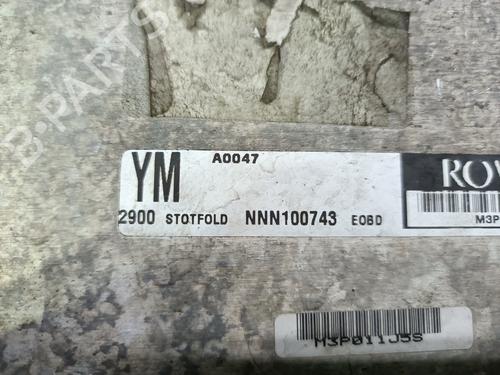 B-PARTS
YM
A0047
ROV
2900 STOTFOLD NNN100743 EOBD
M3P
M3P011J5S